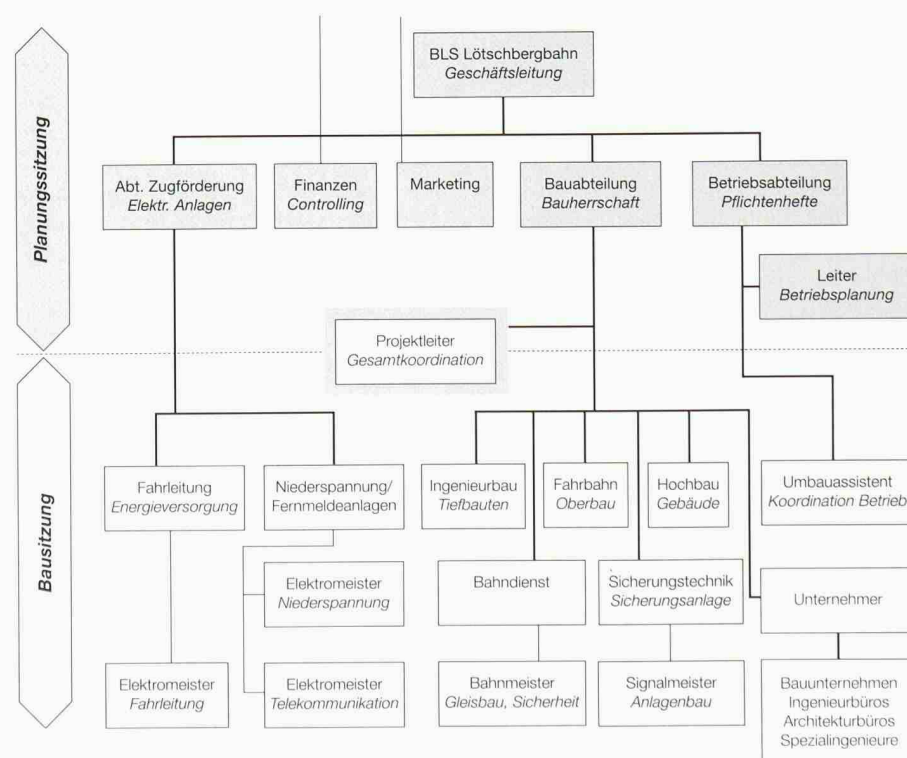 Planungssitzung
BLS Lötschbergbahn
Geschäftsleitung
Abt. Zugförderung
Elektr. Anlagen
Finanzen
Controlling
Marketing
Bauabteilung
Bauherrschaft
Betriebsabteilung
Pflichtenhefte
Leiter
Betriebsplanung
Projektleiter
Gesamtkoordination
Bausitzung
Fahrleitung
Energieversorgung
Niederspannung/
Fernmeldeanlagen
Ingenieurbau
Tiefbauten
Fahrbahn
Oberbau
Hochbau
Gebäude
Umbauassistent
Koordination Betrieb
Elektromeister
Niederspannung
Bahndienst
Sicherungstechnik
Sicherungsanlage
Unternehmer
Elektromeister
Fahrleitung
Elektromeister
Telekommunikation
Bahnmeister
Gleisbau, Sicherheit
Signalmeister
Anlagenbau
Bauunternehmen
Ingenieurbüros
Architekturbüros
Spezialingenieure